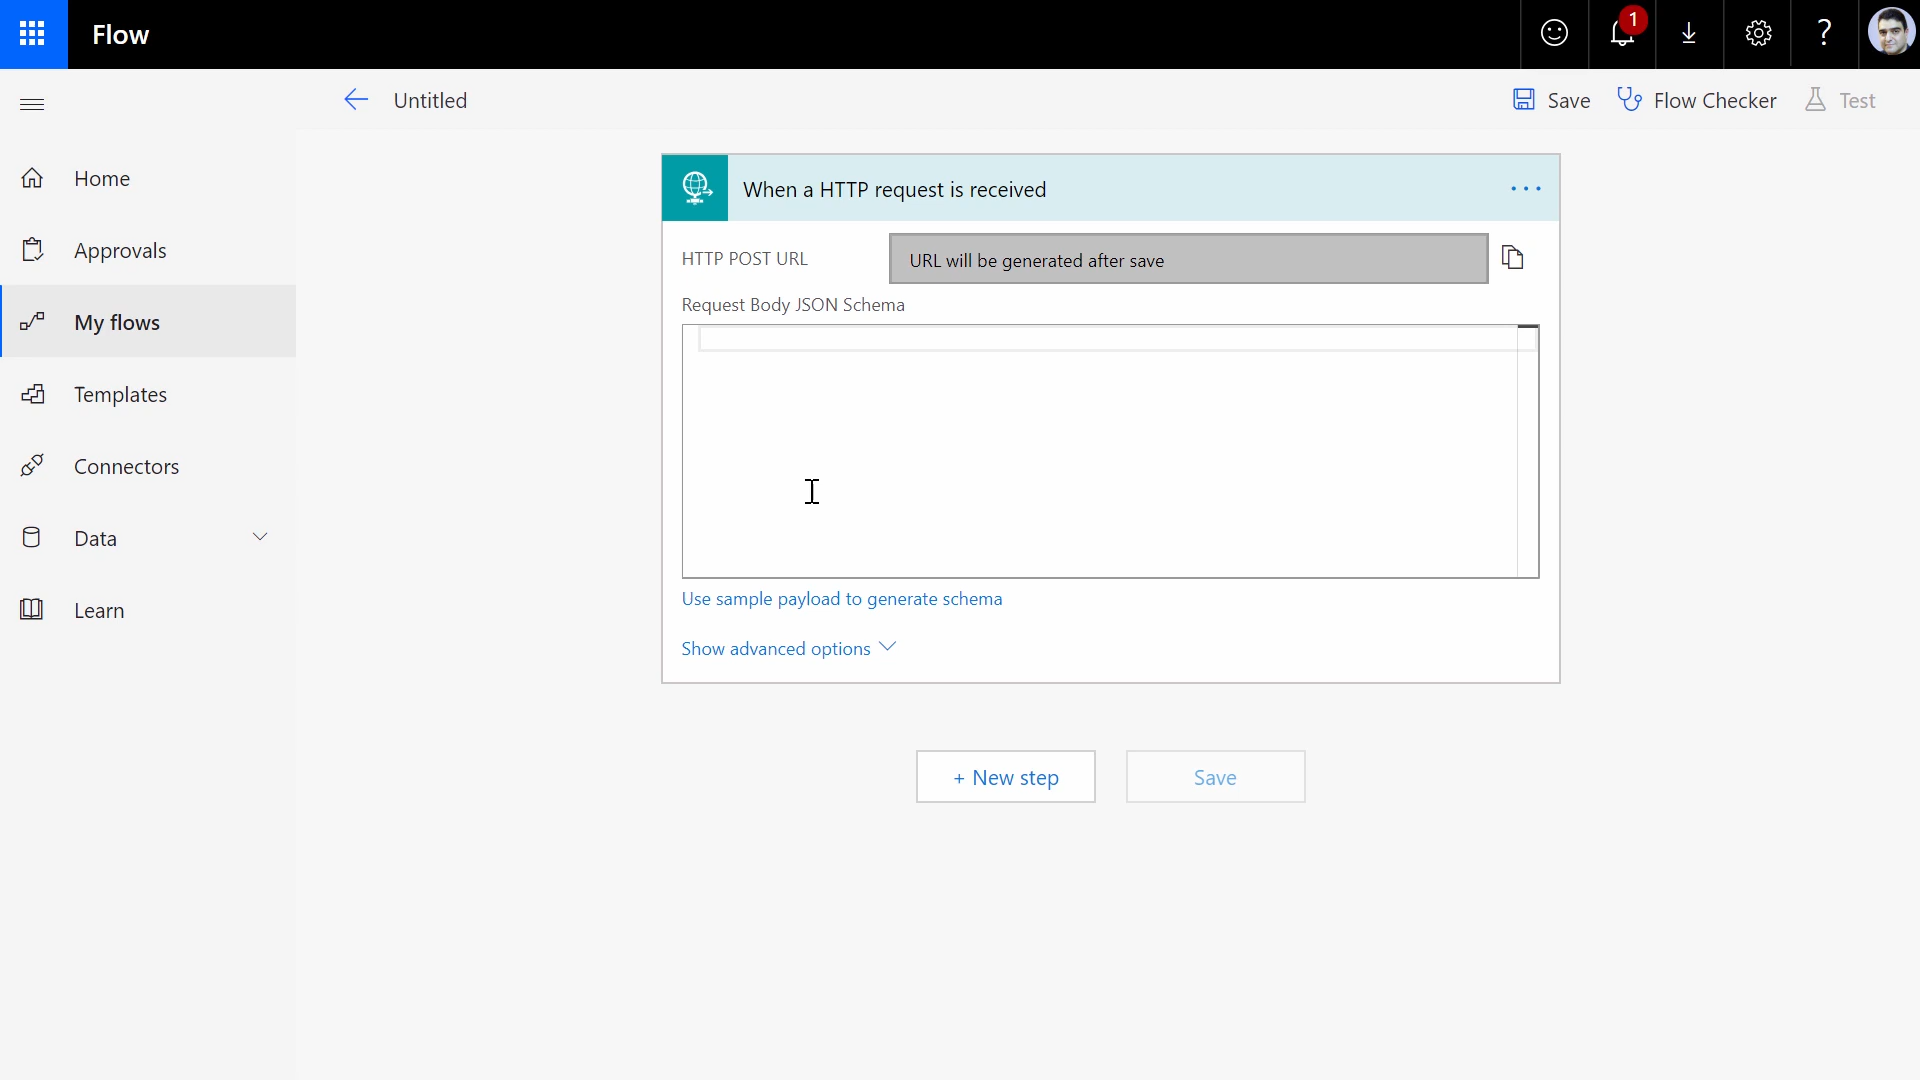 Flow
1
?
Untitled
Save
Flow Checker
Test
Home
Approvals
My flows
Templates
Connectors
Data
Learn
When a HTTP request is received
HTTP POST URL
URL will be generated after save
Request Body JSON Schema
Use sample payload to generate schema
Show advanced options
+ New step
Save